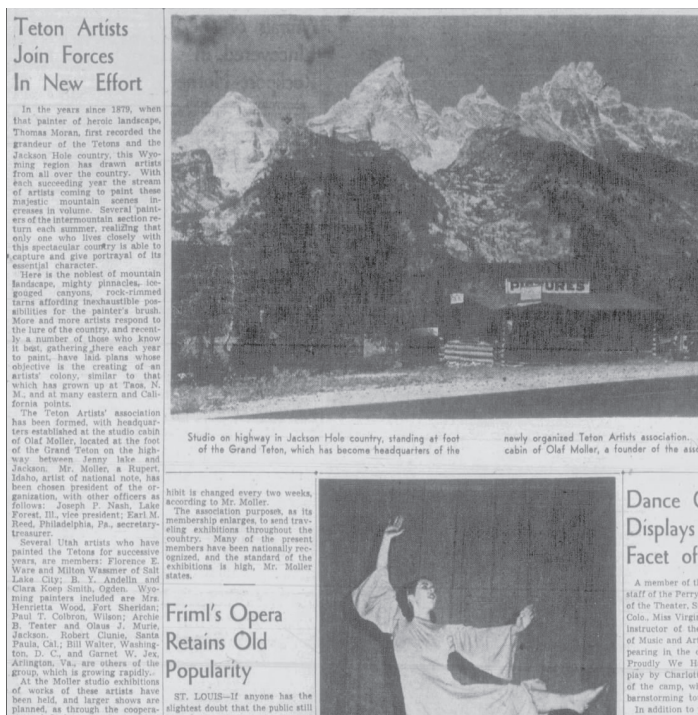 Teton Artists
Join Forces
In New Effort
In the years since 1879, when
that painter of heroic landscape,
Thomas Moran, first recorded the
grandeur of the Tetons and the
Jackson Hole country, this Wyo-
ming region has drawn artists
from all over the country. With
each succeeding year the stream
of artists coming to paint these
majestic mountain scenes in-
creases in volume. Several paint-
ers of the intermountain section re-
turn each summer, realizing that
only one who lives closely with
this spectacular country is able to
capture and give portrayal of its
essential character.
Here is the noblest of mountain
landscape, mighty pinnacles, ice-
gouged canyons, rock-rimmed
tarns affording inexhaustible pos-
sibilities for the painter's brush.
More and more artists respond to
the lure of the country, and recent-
ly a number of those who know
it best, gathering there each year
to paint, have laid plans whose
objective is the creating of an
artists' colony, similar to that
which has grown up at Taos, N.
M., and at many eastern and Cali-
fornia points.
The Teton Artists' association
has been formed, with headquar-
ters established at the studio cabin
of Olaf Moller, located at the foot
of the Grand Teton on the high-
way between Jenny lake and
Jackson. Mr. Moller, a Rupert,
Idaho, artist of national note, has
been chosen president of the or-
ganization, with other officers as
follows: Joseph P. Nash, Lake
Forest, Ill., vice president; Earl M.
Reed, Philadelphia, Pa., secretary-
treasurer.
Several Utah artists who have
painted the Tetons for successive
years, are members: Florence E.
Ware and Milton Wassmer of Salt
Lake City; B. Y. Andelin and
Clara Koep Smith, Ogden. Wyo-
ming painters included are Mrs.
Henrietta Wood, Fort Sheridan;
Paul T. Colbron, Wilson; Archie
B. Teater and Olaus J. Murie,
Jackson. Robert Clunie, Santa
Paula, Cal.; Bill Walter, Washing-
ton, D. C., and Garnet W. Jex,
Arlington, Va., are others of the
group, which is growing rapidly.
At the Moller studio exhibitions
of works of these artists have
been held, and larger shows are
planned, as through the coopera-
PICTURES
Studio on highway in Jackson Hole country, standing at foot
of the Grand Teton, which has become headquarters of the
newly organized Teton Artists association.
cabin of Olaf Moller, a founder of the asso
hibit is changed every two weeks,
according to Mr. Moller.
The association purposes, as its
membership enlarges, to send trav-
eling exhibitions throughout the
country. Many of the present
members have been nationally rec-
ognized, and the standard of the
exhibitions is high, Mr. Moller
states.
Friml's Opera
Retains Old
Popularity
ST. LOUIS—If anyone has the
slightest doubt that the public still
Dance
Displays
Facet of
A member of t
staff of the Perry
of the Theater, S
Colo., Miss Virgin
instructor of the
of Music and Art
pearing in the
Proudly We H
play by Charlot
of the camp, wh
barnstorming to
In addition to